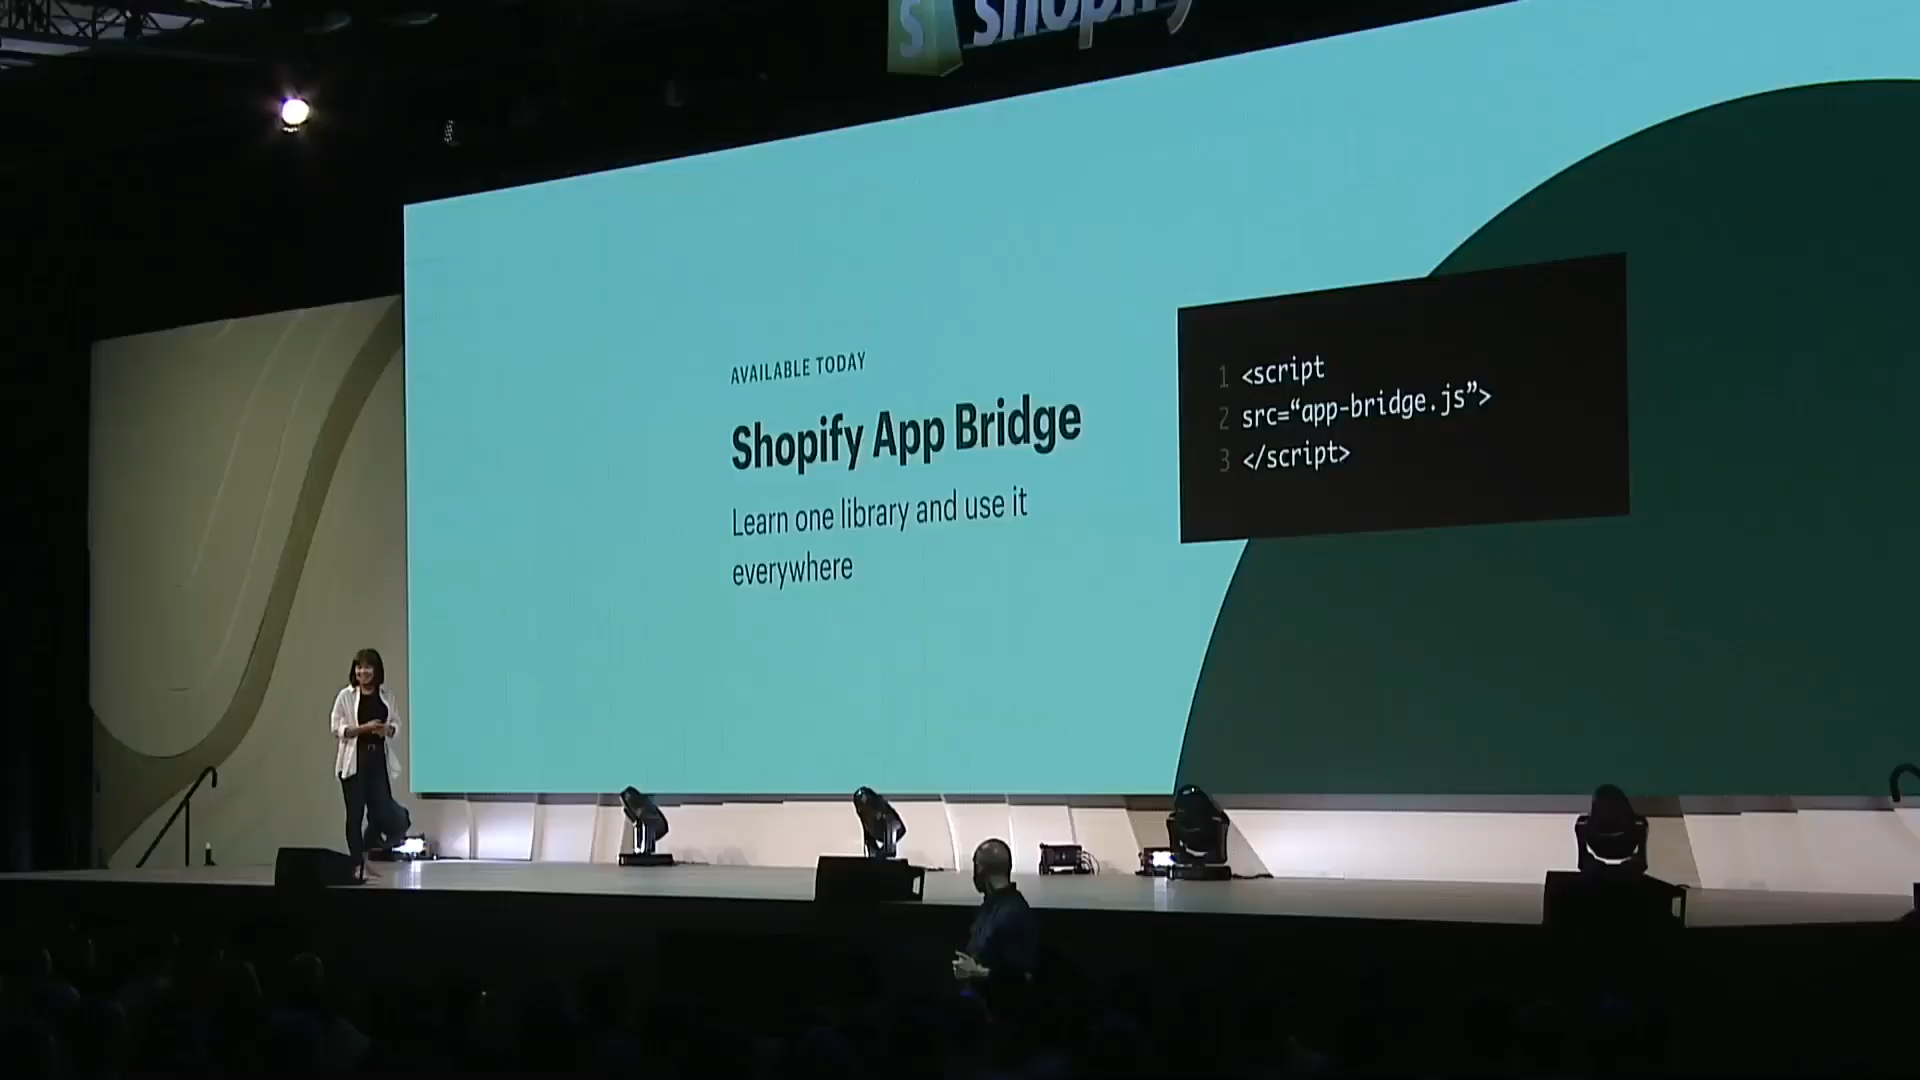 shopify
AVAILABLE TODAY
Shopify App Bridge
Learn one library and use it
everywhere
1 <script
2 src=“app-bridge.js”>
3 </script>